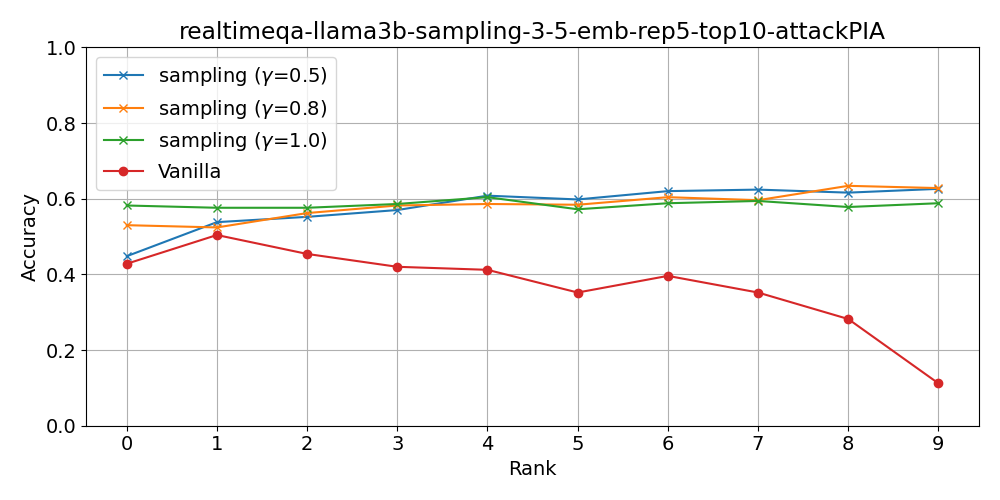 realtimeqa-llama3b-sampling-3-5-emb-rep5-top10-attackPIA
1.0
0.8
0.6
0.4
0.2
0.0
Accuracy
sampling (γ=0.5)
sampling (γ=0.8)
sampling (γ=1.0)
Vanilla
0 1 2 3 4 5 6 7 8 9
Rank